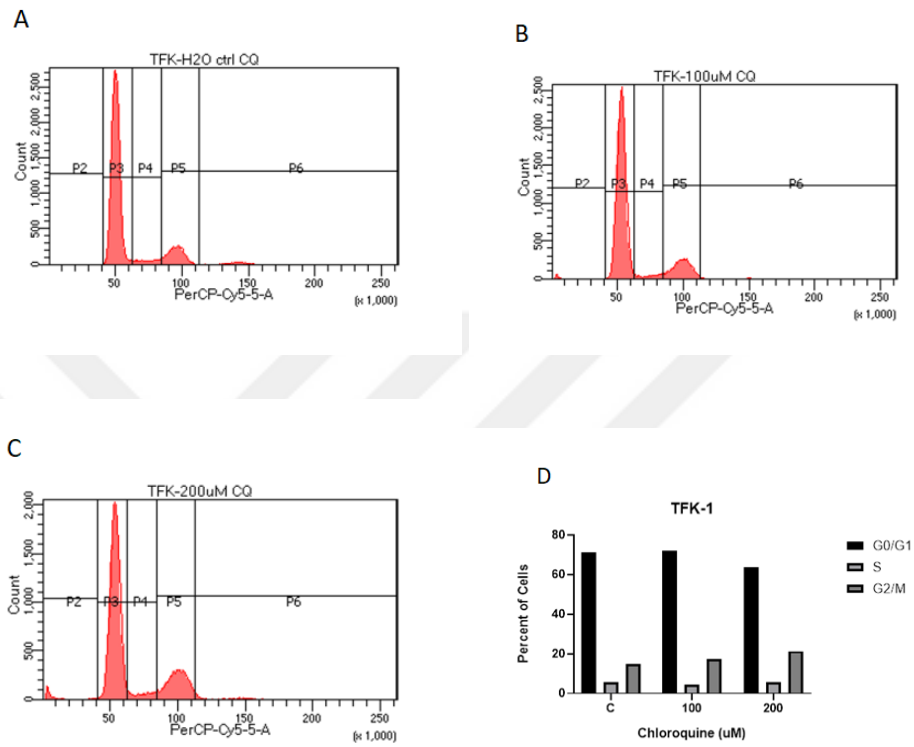 A
TFK-H2O ctrl CQ
Count
2,500
2,000
1,500
1,000
500
0
P2
P3
P4
P5
P6
50
100
150
200
250
PerCP-Cy5-5-A
(x 1,000)
B
TFK-100uM CQ
Count
2,500
2,000
1,500
1,000
500
0
P2
P3
P4
P5
P6
50
100
150
200
250
PerCP-Cy5-5-A
(x 1,000)
C
TFK-200uM CQ
Count
2,000
1,500
1,000
500
0
P2
P3
P4
P5
P6
50
100
150
200
250
PerCP-Cy5-5-A
(x 1,000)
D
TFK-1
Percent of Cells
80
60
40
20
0
C
100
200
Chloroquine (uM)
G0/G1
S
G2/M